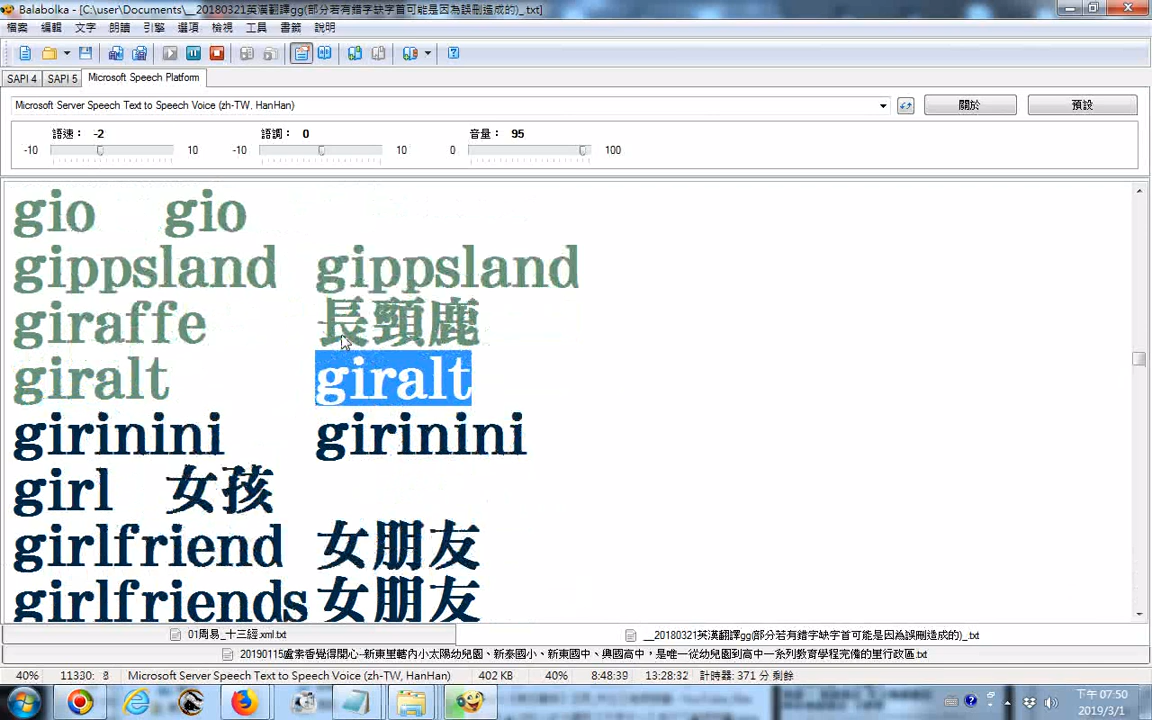 Balabolka - [C:\user\Documents\__20180321英漢翻譯gg(部分若有錯字缺字首可能是因為誤刪造成的)_.txt]
檔案 編輯 文字 朗讀 引擎 選項 檢視 工具 書籤 說明
SAPI 4 SAPI 5 Microsoft Speech Platform
Microsoft Server Speech Text to Speech Voice (zh-TW, HanHan) 關於 預設
語速： -2 語調： 0 音量： 95
-10 10 -10 10 0 100
gio gio
gippsland gippsland
giraffe 長頸鹿
giralt giralt
girinini girinini
girl 女孩
girlfriend 女朋友
girlfriends 女朋友
01周易_十三經.xml.txt __20180321英漢翻譯gg(部分若有錯字缺字首可能是因為誤刪造成的)_.txt
20190115盧素香覺得開心-新東里轄內小太陽幼兒園、新泰國小、新東國中、興國高中，是唯一從幼兒園到高中一系列教育學程完備的里行政區.txt
40% Microsoft Server Speech Text to Speech Voice (zh-TW, HanHan) 402 KB 40% 8:48:39 13:28:32 計時器: 371 分 剩餘
下午 07:50
2019/3/1